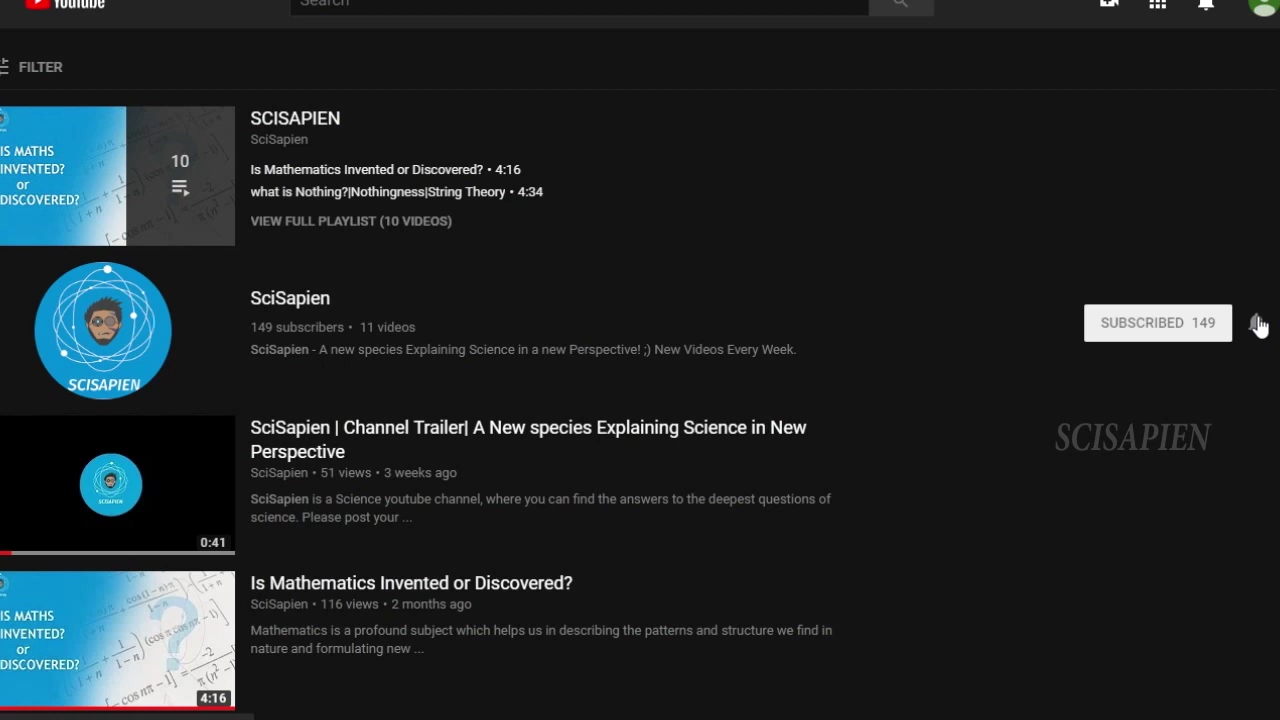 YouTube
Search
FILTER
IS MATHS
INVENTED?
or
DISCOVERED?
10
SCISAPIEN
SciSapien
Is Mathematics Invented or Discovered? • 4:16
what is Nothing?|Nothingness|String Theory • 4:34
VIEW FULL PLAYLIST (10 VIDEOS)
SCISAPIEN
SciSapien
149 subscribers • 11 videos
SciSapien - A new species Explaining Science in a new Perspective! ;) New Videos Every Week.
SUBSCRIBED 149
SCISAPIEN
SCISAPIEN
0:41
SciSapien | Channel Trailer| A New species Explaining Science in New
Perspective
SciSapien • 51 views • 3 weeks ago
SciSapien is a Science youtube channel, where you can find the answers to the deepest questions of
science. Please post your ...
IS MATHS
INVENTED?
or
DISCOVERED?
4:16
Is Mathematics Invented or Discovered?
SciSapien • 116 views • 2 months ago
Mathematics is a profound subject which helps us in describing the patterns and structure we find in
nature and formulating new ...